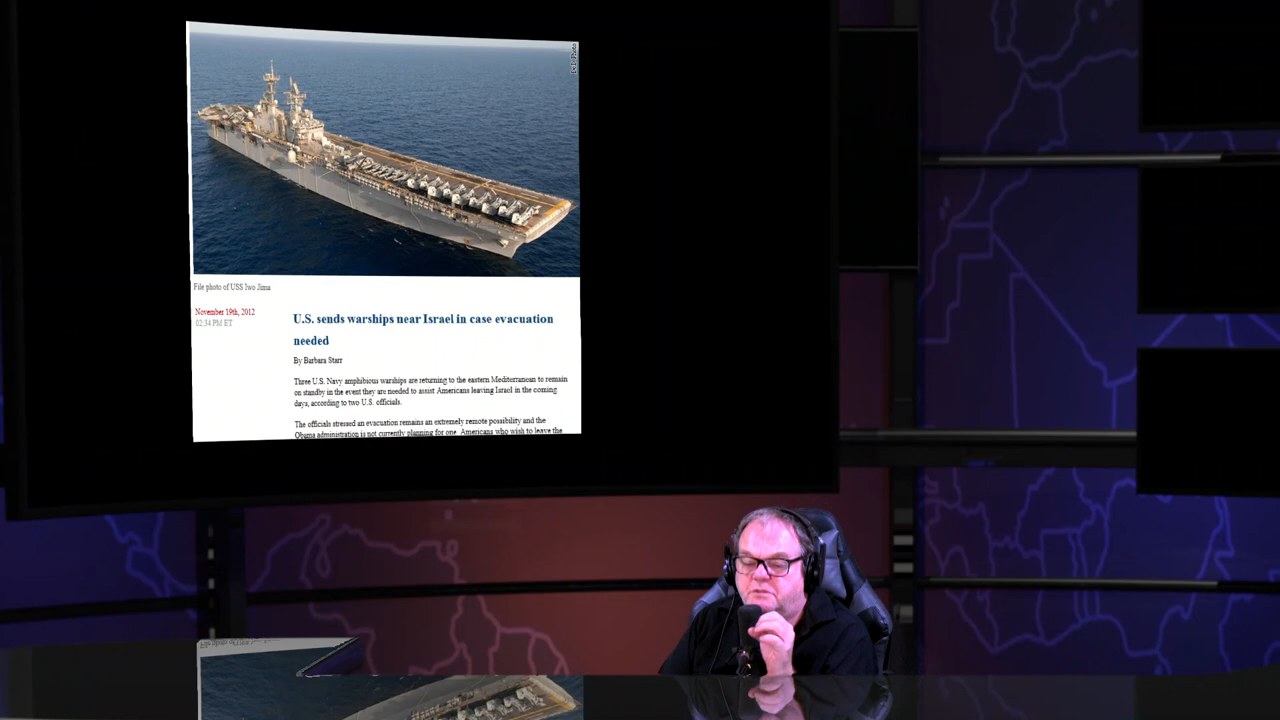 DoD Photo
File photo of USS Iwo Jima
November 19th, 2012
02:34 PM ET
U.S. sends warships near Israel in case evacuation
needed
By Barbara Starr
Three U.S. Navy amphibious warships are returning to the eastern Mediterranean to remain
on standby in the event they are needed to assist Americans leaving Israel in the coming
days, according to two U.S. officials.
The officials stressed an evacuation remains an extremely remote possibility and the
Obama administration is not currently planning for one. Americans who wish to leave the